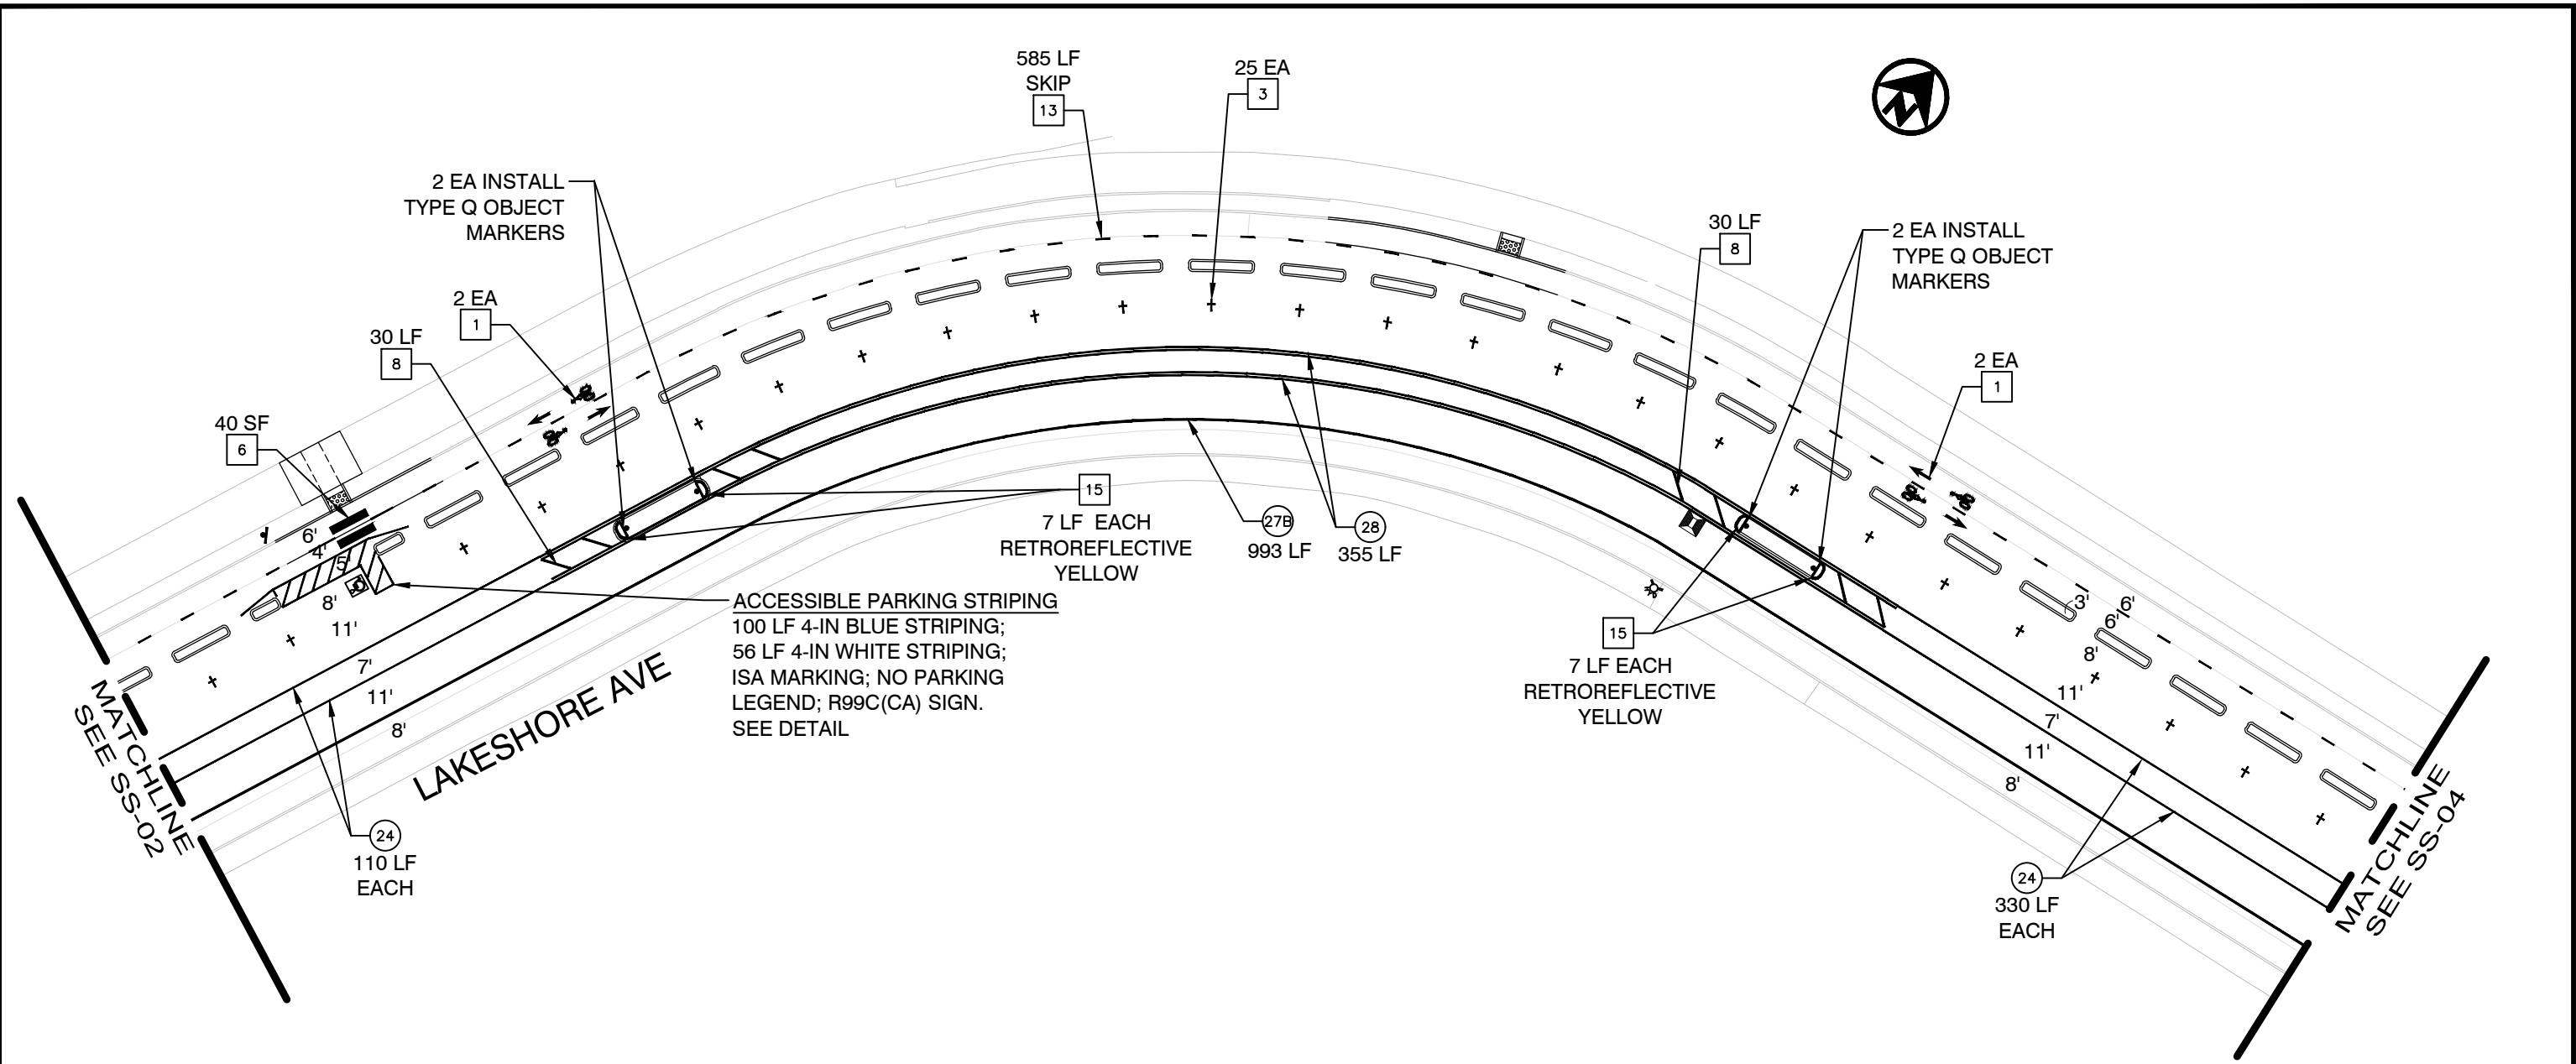 585 LF
SKIP
13
25 EA
3
2 EA INSTALL
TYPE Q OBJECT
MARKERS
30 LF
8
2 EA INSTALL
TYPE Q OBJECT
MARKERS
2 EA
1
30 LF
8
2 EA
1
40 SF
6
6'
4'
5'
8'
11'
7'
11'
8'
15
7 LF EACH
RETROREFLECTIVE
YELLOW
27B
993 LF
28
355 LF
ACCESSIBLE PARKING STRIPING
100 LF 4-IN BLUE STRIPING;
56 LF 4-IN WHITE STRIPING;
ISA MARKING; NO PARKING
LEGEND; R99C(CA) SIGN.
SEE DETAIL
15
7 LF EACH
RETROREFLECTIVE
YELLOW
3'
6'
6'
8'
11'
7'
11'
8'
LAKESHORE AVE
MATCHLINE
SEE SS-02
24
110 LF
EACH
24
330 LF
EACH
MATCHLINE
SEE SS-04